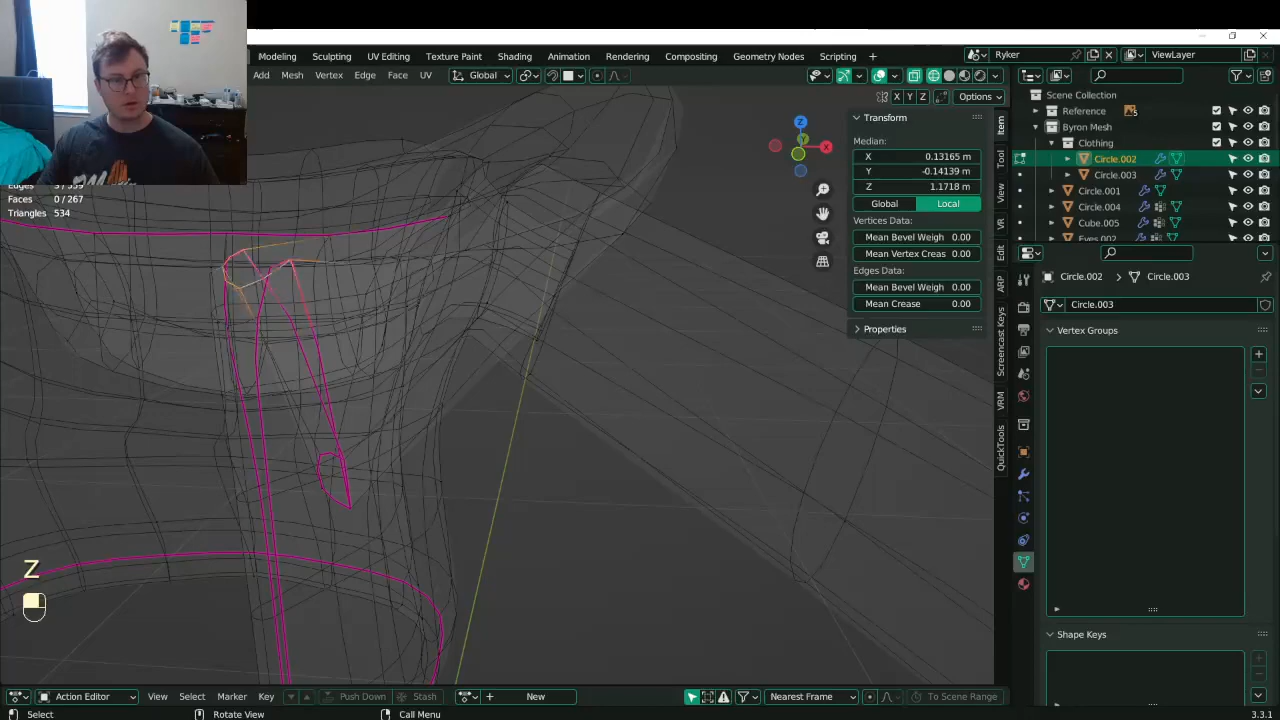 Modeling Sculpting UV Editing Texture Paint Shading Animation Rendering Compositing Geometry Nodes Scripting + Ryker ViewLayer
Add Mesh Vertex Edge Face UV Global
X Y Z Options
Scene Collection
Reference 5
Byron Mesh
Clothing
Circle.002
Circle.003
Circle.001
Circle.004
Cube.005
Eyes.002
Faces 0/267
Triangles 534
Z
X
Transform
Median:
X 0.13165 m
Y -0.14139 m
Z 1.1718 m
Global Local
Vertices Data:
Mean Bevel Weigh 0.00
Mean Vertex Creas 0.00
Edges Data:
Mean Bevel Weigh 0.00
Mean Crease 0.00
Properties
Item
Tool
View
VR
Edit
ARP
Screencast Keys
VRM
QuickTools
Circle.002 Circle.003
Circle.003
Vertex Groups
Shape Keys
Z
Action Editor View Select Marker Key Push Down Stash New Nearest Frame To Scene Range
Select Rotate View Call Menu 3.3.1